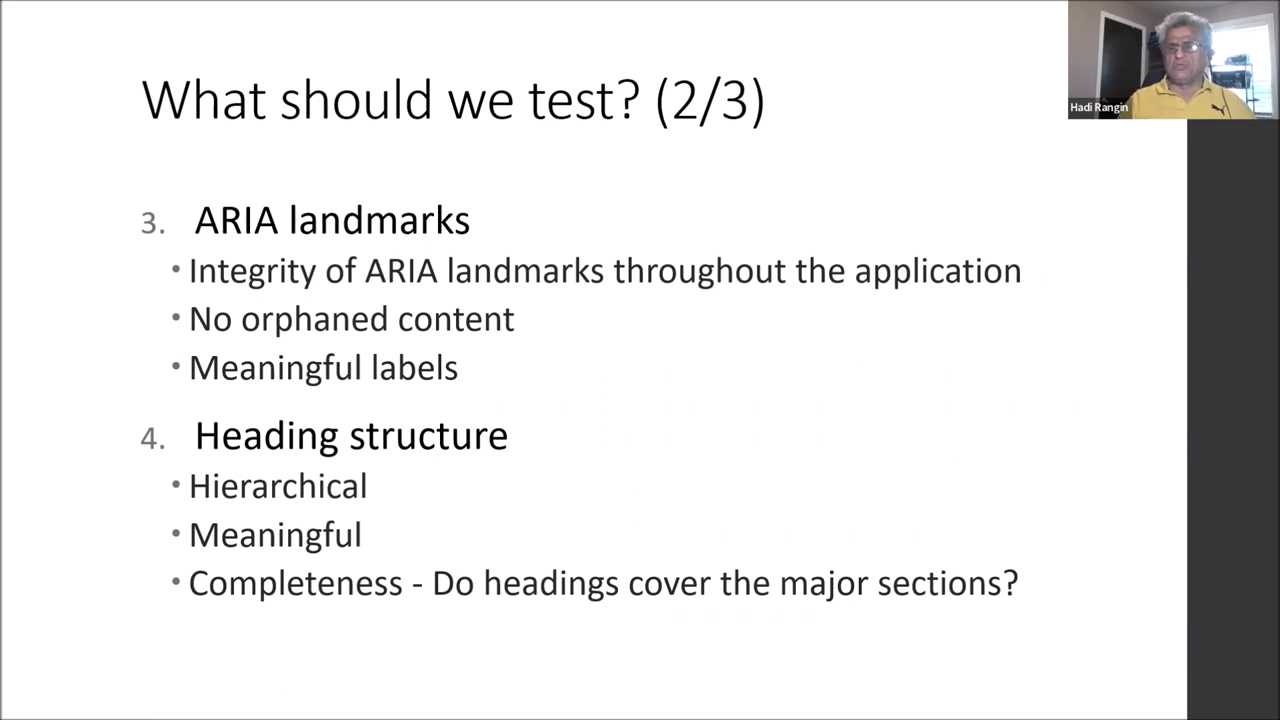 What should we test? (2/3)
Hadi Rangin
3. ARIA landmarks
• Integrity of ARIA landmarks throughout the application
• No orphaned content
• Meaningful labels
4. Heading structure
• Hierarchical
• Meaningful
• Completeness - Do headings cover the major sections?